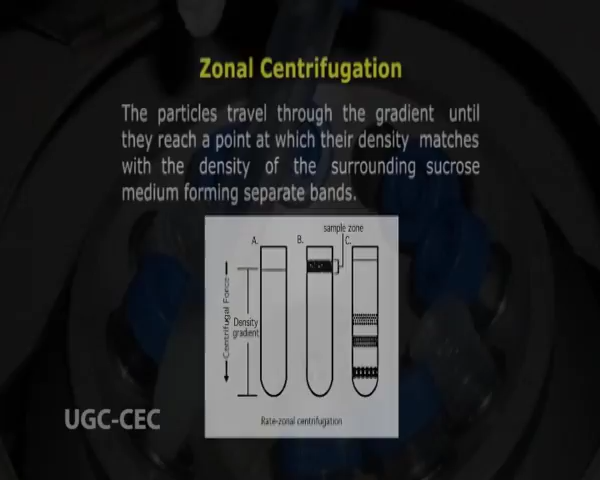 Zonal Centrifugation
The particles travel through the gradient until
they reach a point at which their density matches
with the density of the surrounding sucrose
medium forming separate bands.
sample zone
A. B. C.
Centrifugal Force
Density
gradient
Rate-zonal centrifugation
UGC-CEC